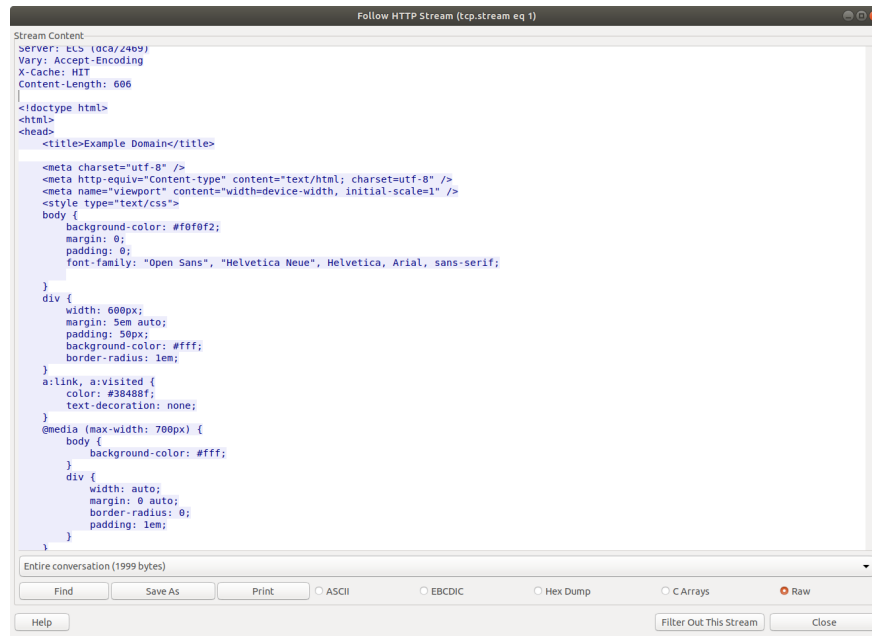 Follow HTTP Stream (tcp.stream eq 1)
Stream Content
Server: ECS (dca/2469)
Vary: Accept-Encoding
X-Cache: HIT
Content-Length: 606
<!doctype html>
<html>
<head>
    <title>Example Domain</title>
    <meta charset="utf-8" />
    <meta http-equiv="Content-type" content="text/html; charset=utf-8" />
    <meta name="viewport" content="width=device-width, initial-scale=1" />
    <style type="text/css">
    body {
        background-color: #f0f0f2;
        margin: 0;
        padding: 0;
        font-family: "Open Sans", "Helvetica Neue", Helvetica, Arial, sans-serif;
    }
    div {
        width: 600px;
        margin: 5em auto;
        padding: 50px;
        background-color: #fff;
        border-radius: 1em;
    }
    a:link, a:visited {
        color: #38488f;
        text-decoration: none;
    }
    @media (max-width: 700px) {
        body {
            background-color: #fff;
        }
        div {
            width: auto;
            margin: 0 auto;
            border-radius: 0;
            padding: 1em;
        }
    }
Entire conversation (1999 bytes)
Find Save As Print ASCII EBCDIC Hex Dump C Arrays Raw
Help Filter Out This Stream Close